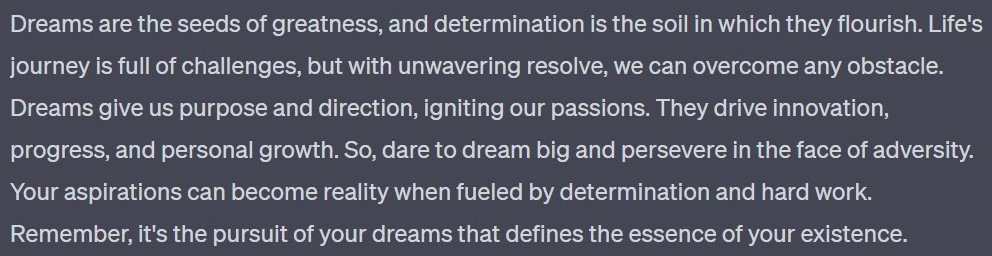 Dreams are the seeds of greatness, and determination is the soil in which they flourish. Life's
journey is full of challenges, but with unwavering resolve, we can overcome any obstacle.
Dreams give us purpose and direction, igniting our passions. They drive innovation,
progress, and personal growth. So, dare to dream big and persevere in the face of adversity.
Your aspirations can become reality when fueled by determination and hard work.
Remember, it's the pursuit of your dreams that defines the essence of your existence.